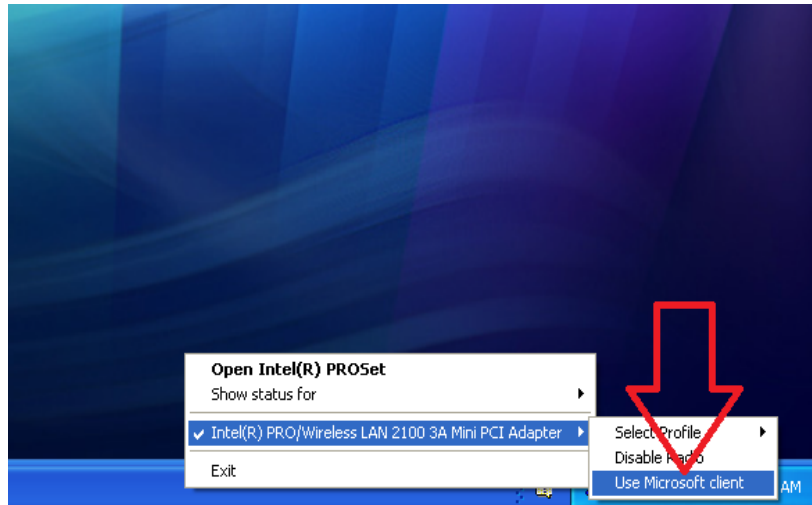 Open Intel(R) PROSet
Show status for
Intel(R) PRO/Wireless LAN 2100 3A Mini PCI Adapter
Exit
Select Profile
Disable Radio
Use Microsoft client
AM